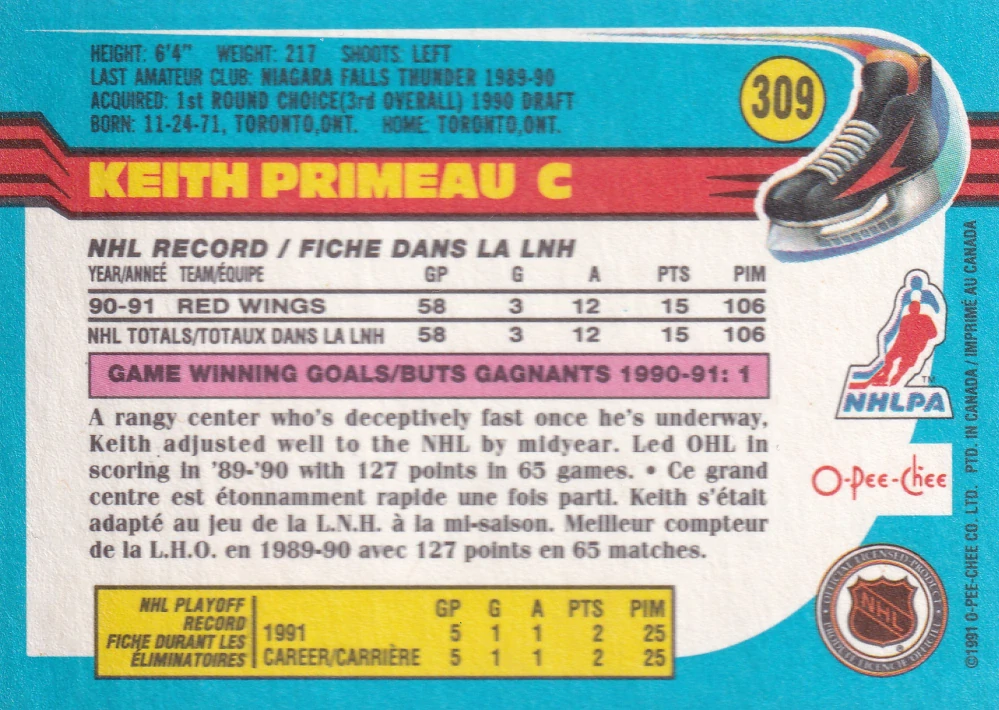 HEIGHT: 6'4" WEIGHT: 217 SHOOTS: LEFT
LAST AMATEUR CLUB: NIAGARA FALLS THUNDER 1989-90
ACQUIRED: 1st ROUND CHOICE(3rd OVERALL) 1990 DRAFT
BORN: 11-24-71, TORONTO,ONT. HOME: TORONTO,ONT.
309
KEITH PRIMEAU C
NHL RECORD / FICHE DANS LA LNH
YEAR/ANNEÉ TEAM/ÉQUIPE GP G A PTS PIM
90-91 RED WINGS 58 3 12 15 106
NHL TOTALS/TOTAUX DANS LA LNH 58 3 12 15 106
GAME WINNING GOALS/BUTS GAGNANTS 1990-91: 1
A rangy center who's deceptively fast once he's underway,
Keith adjusted well to the NHL by midyear. Led OHL in
scoring in '89-'90 with 127 points in 65 games. • Ce grand
centre est étonnamment rapide une fois parti. Keith s'était
adapté au jeu de la L.N.H. à la mi-saison. Meilleur compteur
de la L.H.O. en 1989-90 avec 127 points en 65 matches.
NHL PLAYOFF
RECORD
FICHE DURANT LES
ÉLIMINATOIRES
GP G A PTS PIM
1991 5 1 1 2 25
CAREER/CARRIÈRE 5 1 1 2 25
TM
NHLPA
O-Pee-Chee
OFFICIAL LICENSED PRODUCT
NHL
®
PRODUIT LICENCIÉ OFFICIEL
©1991 O-PEE-CHEE CO. LTD. PTD. IN CANADA / IMPRIMÉ AU CANADA